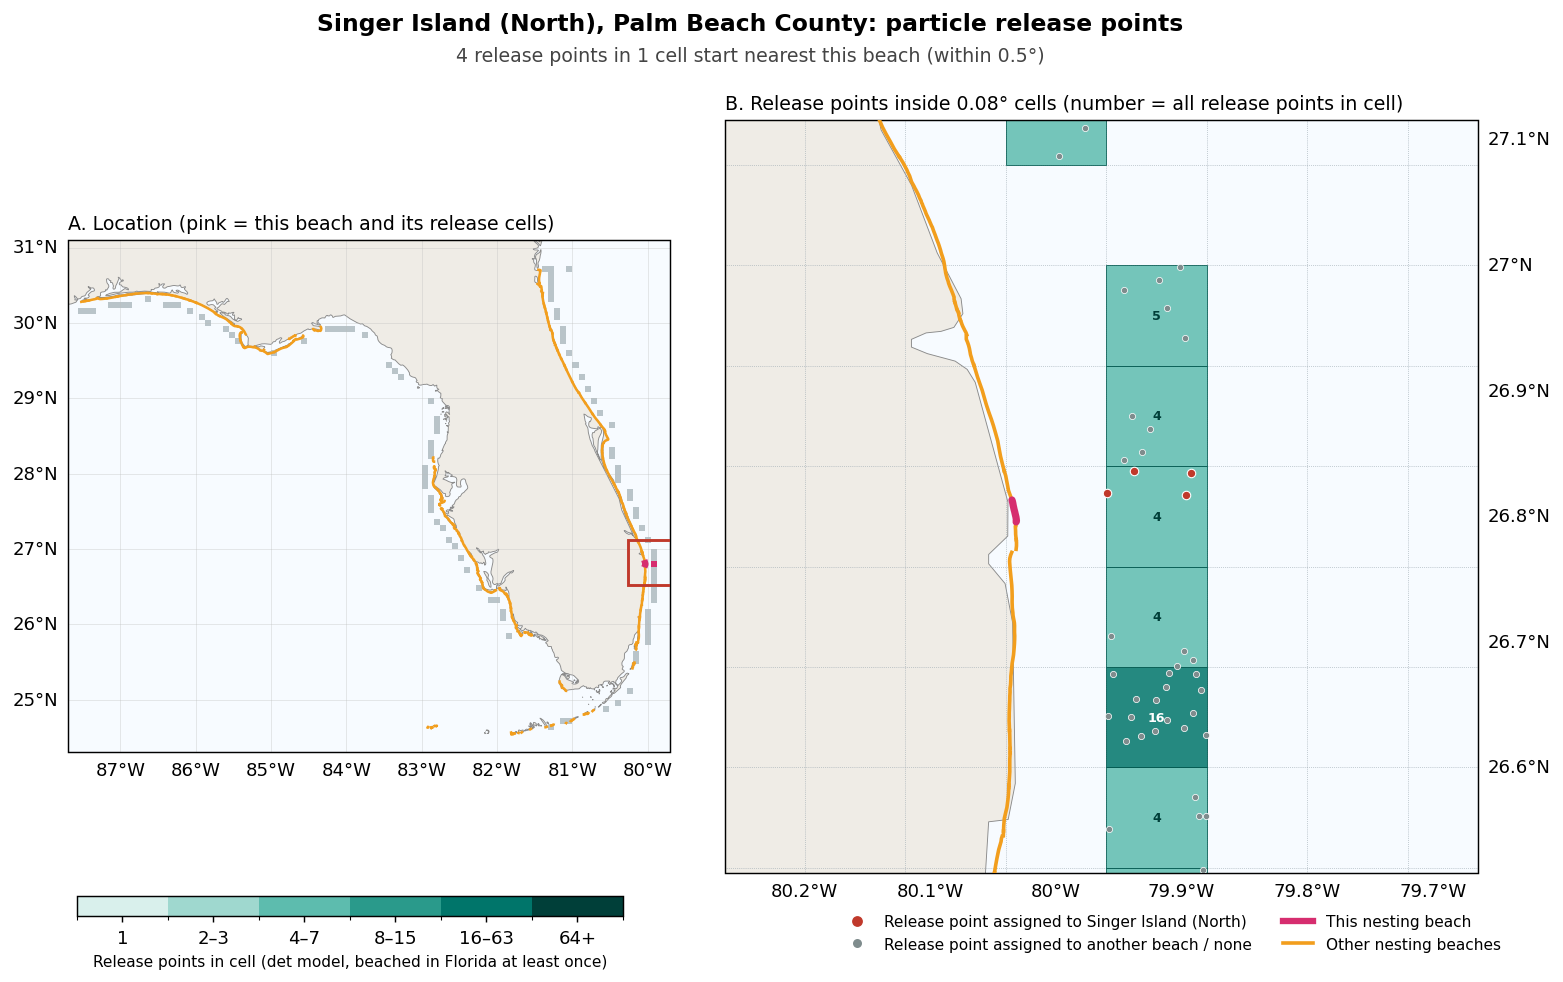 Singer Island (North), Palm Beach County: particle release points
4 release points in 1 cell start nearest this beach (within 0.5°)
A. Location (pink = this beach and its release cells)
31°N
30°N
29°N
28°N
27°N
26°N
25°N
87°W 86°W 85°W 84°W 83°W 82°W 81°W 80°W
1 2–3 4–7 8–15 16–63 64+
Release points in cell (det model, beached in Florida at least once)
B. Release points inside 0.08° cells (number = all release points in cell)
27.1°N
27°N
5
26.9°N
4
4
26.8°N
4
26.7°N
16
26.6°N
4
80.2°W 80.1°W 80°W 79.9°W 79.8°W 79.7°W
Release point assigned to Singer Island (North)
Release point assigned to another beach / none
This nesting beach
Other nesting beaches